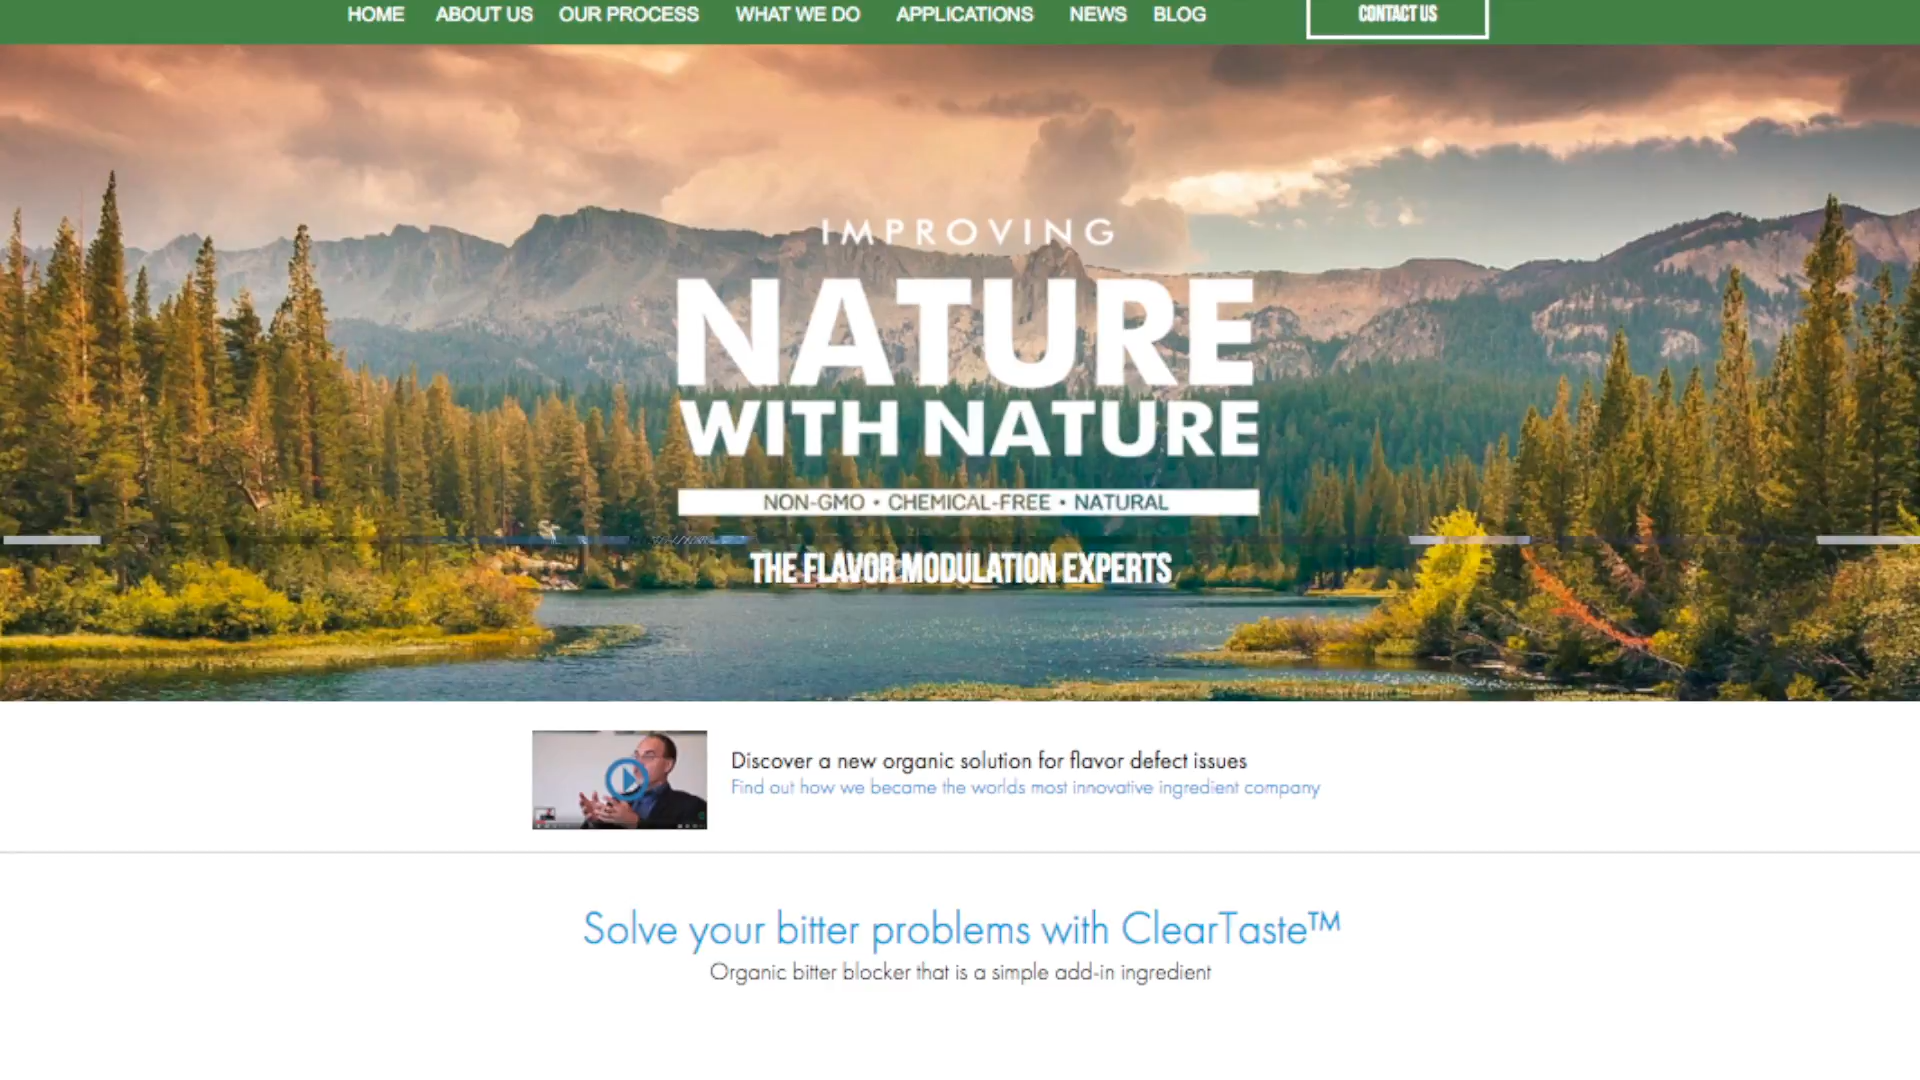 HOME ABOUT US OUR PROCESS WHAT WE DO APPLICATIONS NEWS BLOG CONTACT US
IMPROVING
NATURE
WITH NATURE
NON-GMO • CHEMICAL-FREE • NATURAL
THE FLAVOR MODULATION EXPERTS
Discover a new organic solution for flavor defect issues
Find out how we became the worlds most innovative ingredient company
Solve your bitter problems with ClearTaste™
Organic bitter blocker that is a simple add-in ingredient